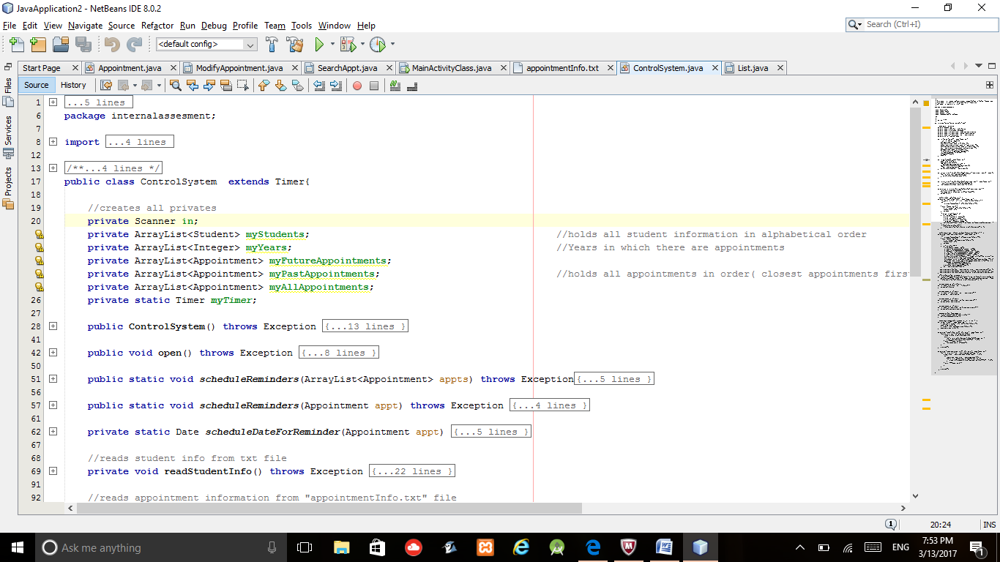 JavaApplication2 - NetBeans IDE 8.0.2
File Edit View Navigate Source Refactor Run Debug Profile Team Tools Window Help
Search (Ctrl+I)
<default config>
Start Page Appointment.java ModifyAppointment.java SearchAppt.java MainActivityClass.java appointmentInfo.txt ControlSystem.java List.java
Source History
Files
Services
Projects
1 ...5 lines
6 package internalassesment;
7
8 import ...4 lines
12
13 /**...4 lines */
17 public class ControlSystem  extends Timer{
18
19 //creates all privates
20 private Scanner in;
private ArrayList<Student> myStudents; //holds all student information in alphabetical order
private ArrayList<Integer> myYears; //Years in which there are appointments
private ArrayList<Appointment> myFutureAppointments;
private ArrayList<Appointment> myPastAppointments; //holds all appointments in order( closest appointments firs
private ArrayList<Appointment> myAllAppointments;
26 private static Timer myTimer;
27
28 public ControlSystem() throws Exception {...13 lines }
41
42 public void open() throws Exception {...8 lines }
50
51 public static void scheduleReminders(ArrayList<Appointment> appts) throws Exception{...5 lines }
56
57 public static void scheduleReminders(Appointment appt) throws Exception {...4 lines }
61
62 private static Date scheduleDateForReminder(Appointment appt) {...5 lines }
67
68 //reads student info from txt file
69 private void readStudentInfo() throws Exception {...22 lines }
91
92 //reads appointment information from "appointmentInfo.txt" file
1 20:24 INS
Ask me anything
ENG
7:53 PM
3/13/2017
1